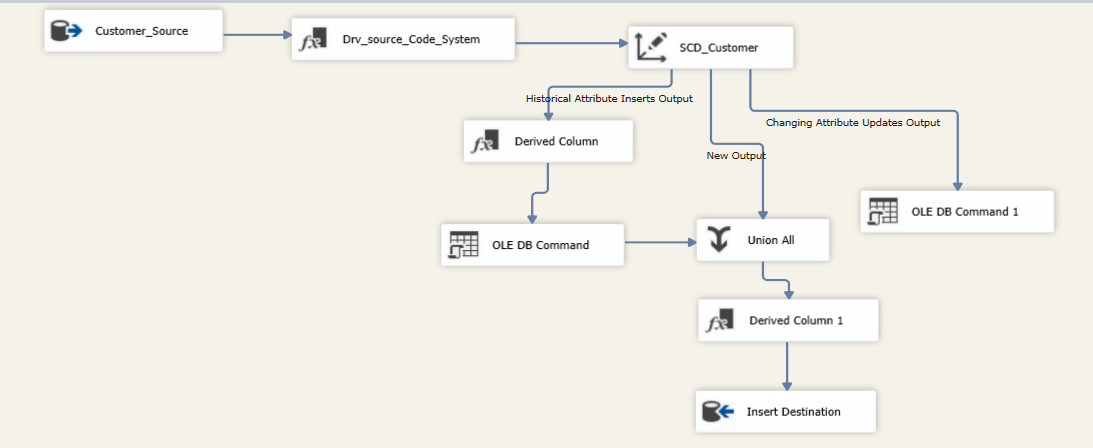 Customer_Source
Drv_source_Code_System
SCD_Customer
Historical Attribute Inserts Output
Changing Attribute Updates Output
Derived Column
New Output
OLE DB Command 1
OLE DB Command
Union All
Derived Column 1
Insert Destination